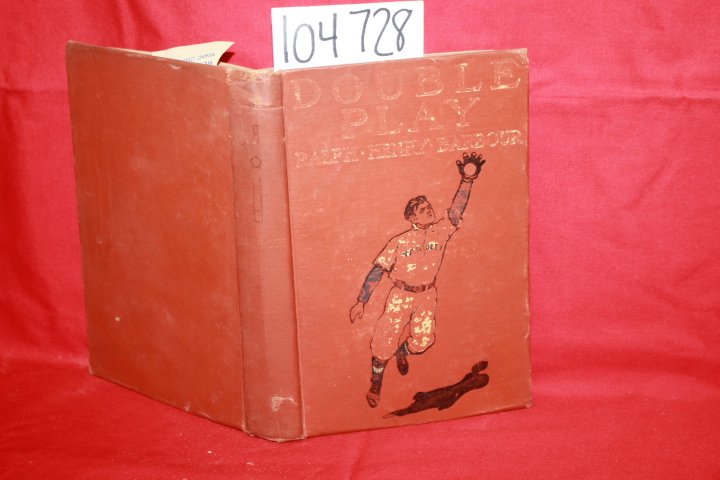 104 728
DOUBLE
PLAY
RALPH · HENRY · BARBOUR